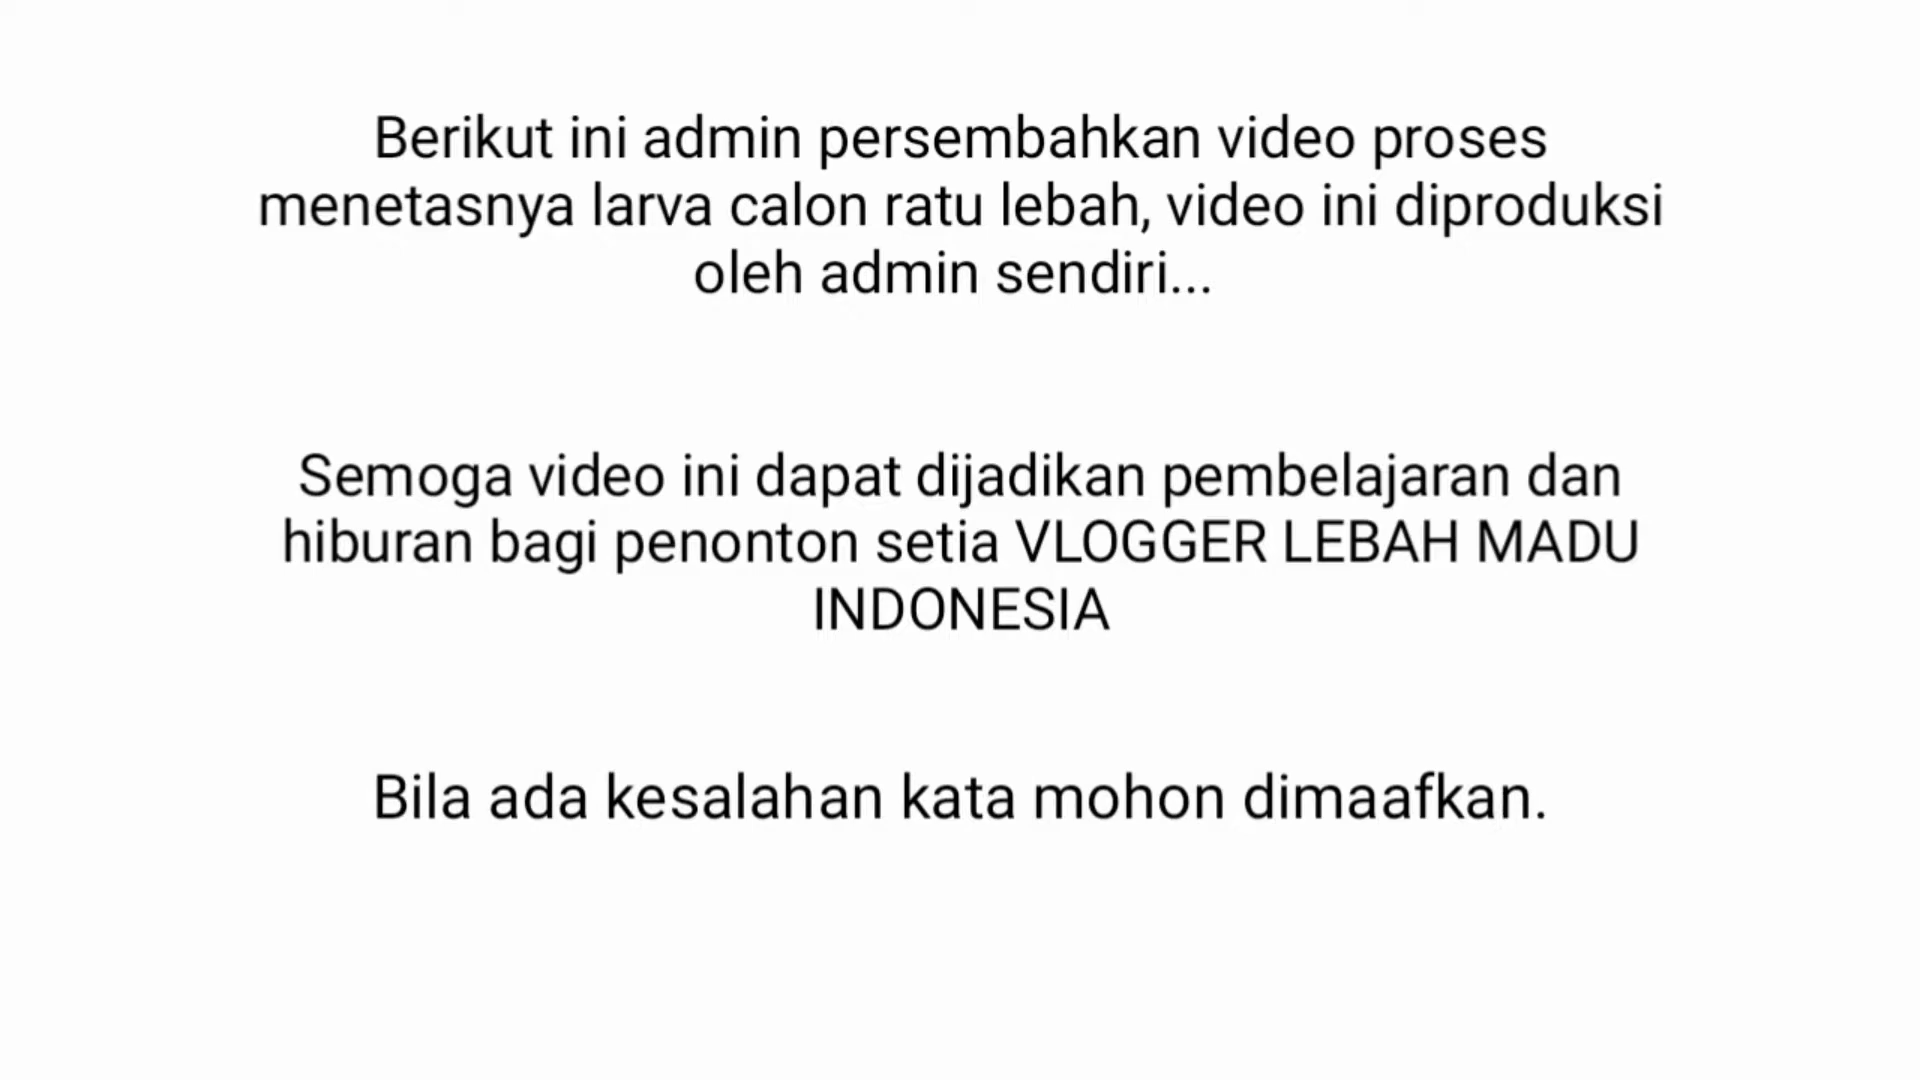 Berikut ini admin persembahkan video proses
menetasnya larva calon ratu lebah, video ini diproduksi
oleh admin sendiri...
Semoga video ini dapat dijadikan pembelajaran dan
hiburan bagi penonton setia VLOGGER LEBAH MADU
INDONESIA
Bila ada kesalahan kata mohon dimaafkan.